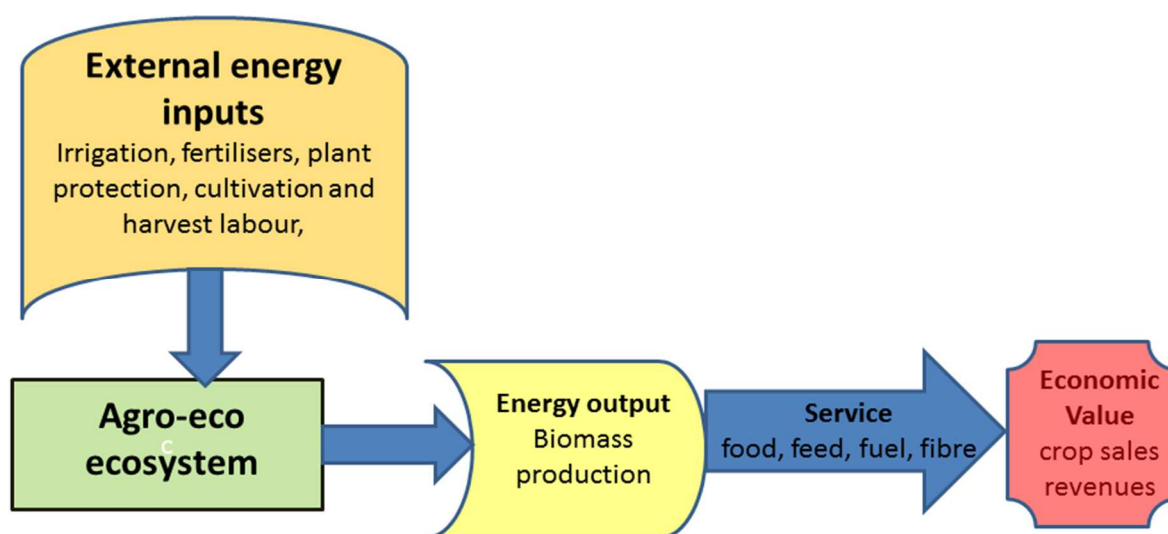 External energy
inputs
Irrigation, fertilisers, plant
protection, cultivation and
harvest labour,
Agro-eco
c
ecosystem
Energy output
Biomass
production
Service
food, feed, fuel, fibre
Economic
Value
crop sales
revenues